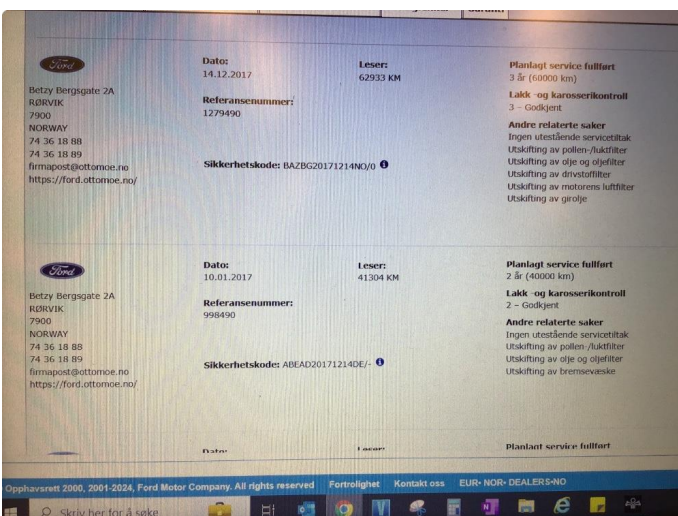 Ford
Betzy Bergsgate 2A
RØRVIK
7900
NORWAY
74 36 18 88
74 36 18 89
firmapost@ottomoe.no
https://ford.ottomoe.no/
Dato:
14.12.2017
Referansenummer:
1279490
Sikkerhetskode: BAZBG20171214NO/0
Leser:
62933 KM
Planlagt service fullført
3 år (60000 km)
Lakk -og karosserikontroll
3 – Godkjent
Andre relaterte saker
Ingen utestående servicetiltak
Utskifting av pollen-/luktfilter
Utskifting av olje og oljefilter
Utskifting av drivstoffilter
Utskifting av motorens luftfilter
Utskifting av girolje
Ford
Betzy Bergsgate 2A
RØRVIK
7900
NORWAY
74 36 18 88
74 36 18 89
firmapost@ottomoe.no
https://ford.ottomoe.no/
Dato:
10.01.2017
Referansenummer:
998490
Sikkerhetskode: ABEAD20171214DE/-
Leser:
41304 KM
Planlagt service fullført
2 år (40000 km)
Lakk -og karosserikontroll
2 – Godkjent
Andre relaterte saker
Ingen utestående servicetiltak
Utskifting av pollen-/luktfilter
Utskifting av olje og oljefilter
Utskifting av bremsevæske
Dato:
Leser:
Planlagt service fullført
Opphavsrett 2000, 2001-2024, Ford Motor Company. All rights reserved Fortrolighet Kontakt oss EUR- NOR- DEALERS-NO
Skriv her for å søke